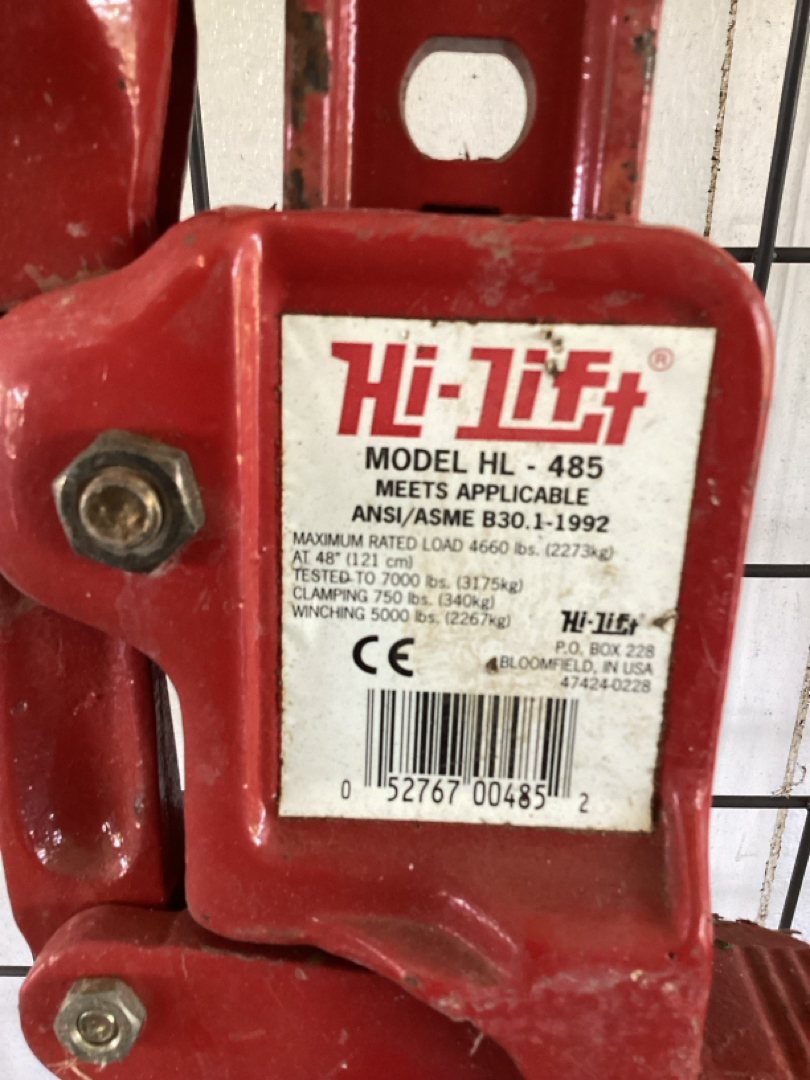 Hi-Lift®
MODEL HL - 485
MEETS APPLICABLE
ANSI/ASME B30.1-1992
MAXIMUM RATED LOAD 4660 lbs. (2273kg)
AT 48" (121 cm)
TESTED TO 7000 lbs. (3175kg)
CLAMPING 750 lbs. (340kg)
WINCHING 5000 lbs. (2267kg)
Hi-Lift
P.O. BOX 228
BLOOMFIELD, IN USA
47424-0228
CE
0 52767 00485 2